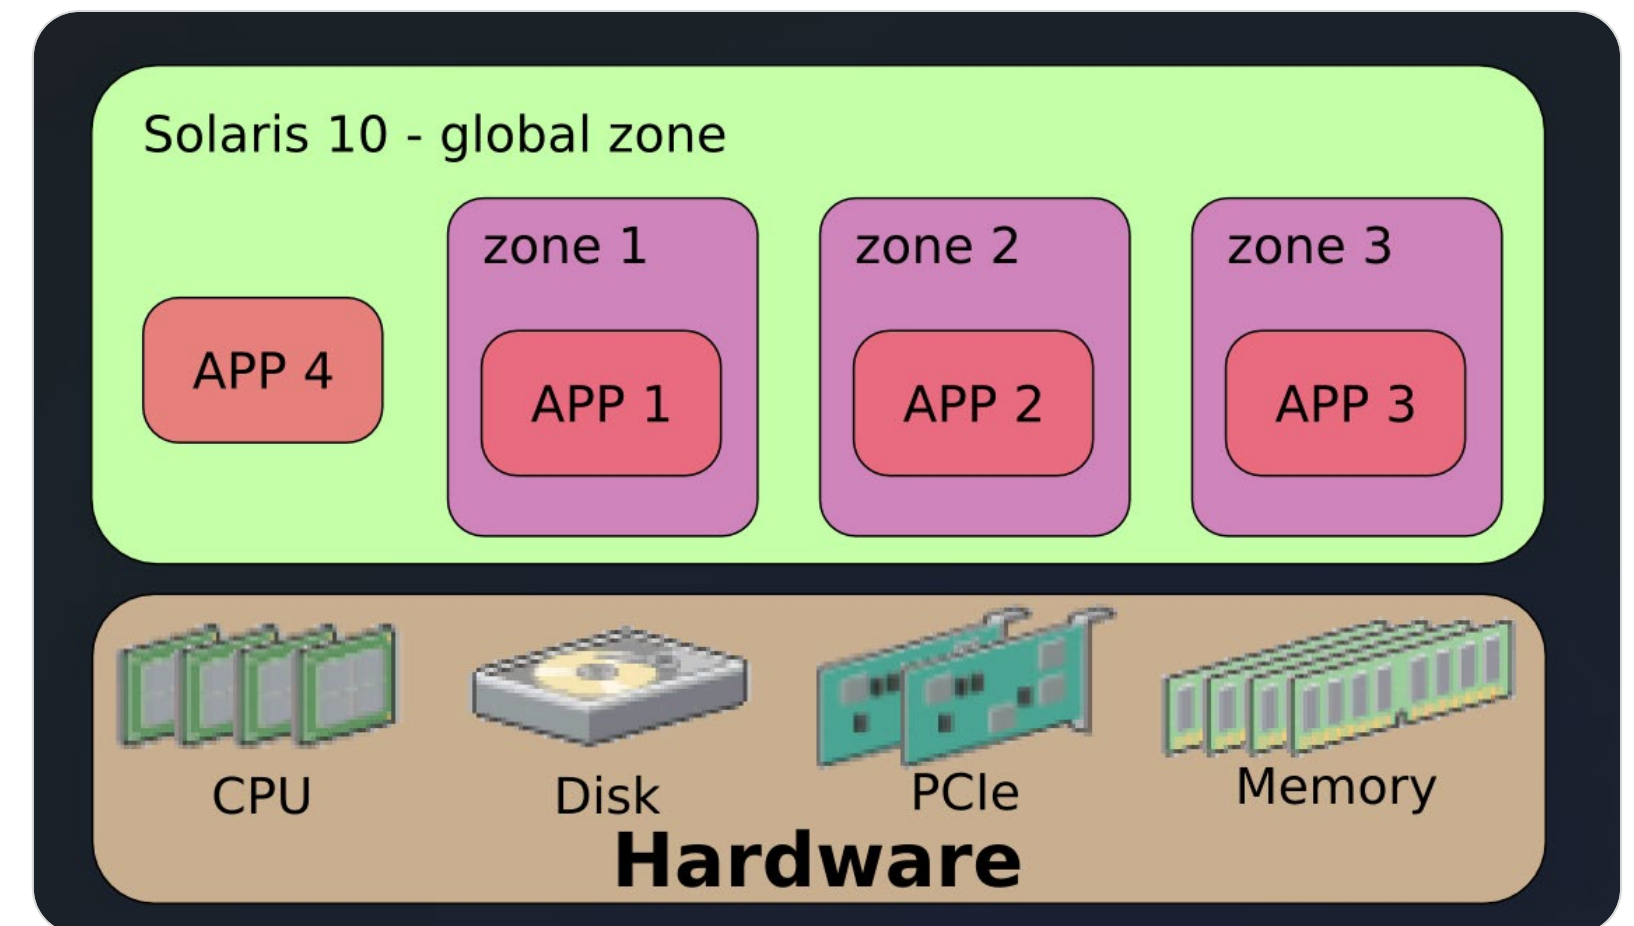 Solaris 10 - global zone
zone 1
zone 2
zone 3
APP 4
APP 1
APP 2
APP 3
CPU
Disk
PCIe
Memory
Hardware